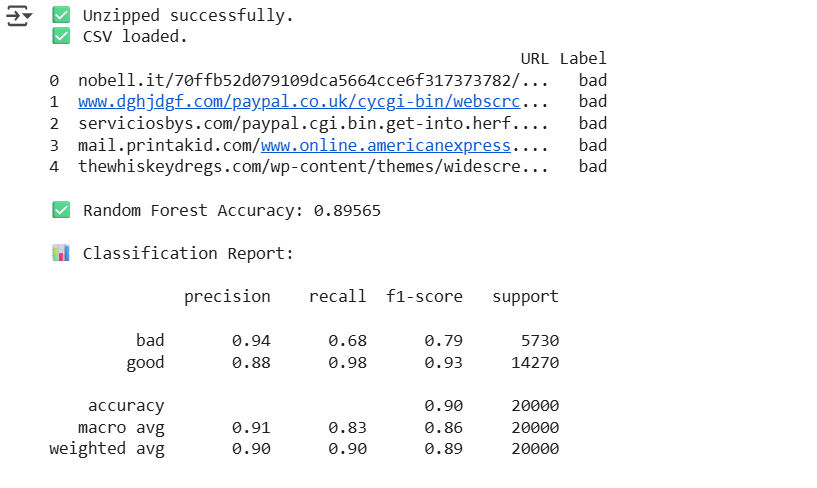 ✅ Unzipped successfully.
✅ CSV loaded.
URL Label
0 nobell.it/70ffb52d079109dca5664cce6f317373782/... bad
1 www.dghjdgf.com/paypal.co.uk/cycgi-bin/webscrc... bad
2 serviciosbys.com/paypal.cgi.bin.get-into.herf.... bad
3 mail.printakid.com/www.online.americanexpress.... bad
4 thewhiskeydregs.com/wp-content/themes/widescre... bad
✅ Random Forest Accuracy: 0.89565
📊 Classification Report:
precision recall f1-score support
bad 0.94 0.68 0.79 5730
good 0.88 0.98 0.93 14270
accuracy 0.90 20000
macro avg 0.91 0.83 0.86 20000
weighted avg 0.90 0.90 0.89 20000